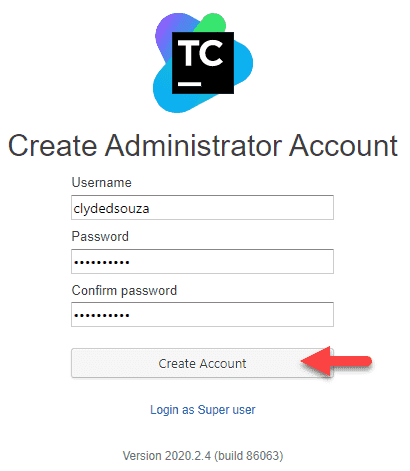 TC
Create Administrator Account
Username
clydedsouza
Password
••••••••••
Confirm password
••••••••••
Create Account
Login as Super user
Version 2020.2.4 (build 86063)